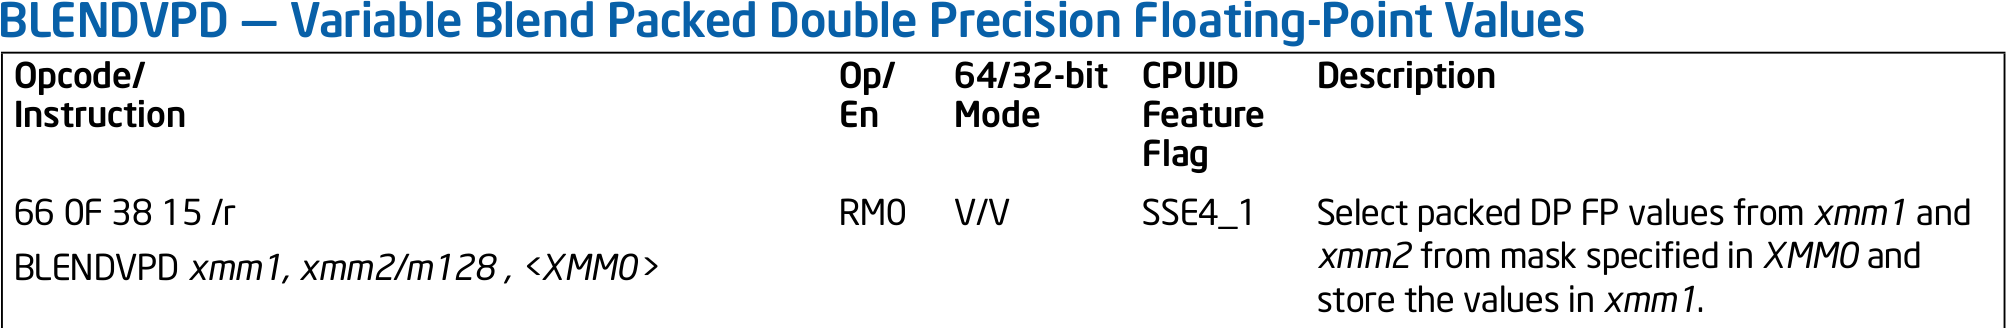 BLENDVPD — Variable Blend Packed Double Precision Floating-Point Values
Opcode/
Instruction
Op/
En
64/32-bit
Mode
CPUID
Feature
Flag
Description
66 0F 38 15 /r
BLENDVPD xmm1, xmm2/m128 , <XMM0>
RM0
V/V
SSE4_1
Select packed DP FP values from xmm1 and
xmm2 from mask specified in XMM0 and
store the values in xmm1.